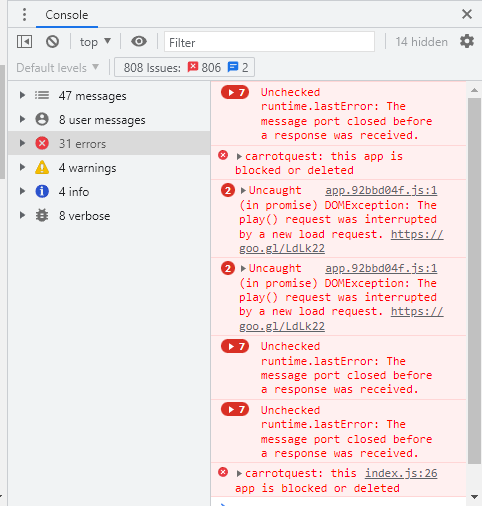 Console
top
Filter
14 hidden
Default levels
808 Issues: 806 2
47 messages
8 user messages
31 errors
4 warnings
4 info
8 verbose
7 Unchecked
runtime.lastError: The
message port closed before
a response was received.
carrotquest: this app is
blocked or deleted
2 Uncaught app.92bbd04f.js:1
(in promise) DOMException: The
play() request was interrupted
by a new load request. https://
goo.gl/LdLk22
2 Uncaught app.92bbd04f.js:1
(in promise) DOMException: The
play() request was interrupted
by a new load request. https://
goo.gl/LdLk22
7 Unchecked
runtime.lastError: The
message port closed before
a response was received.
7 Unchecked
runtime.lastError: The
message port closed before
a response was received.
carrotquest: this index.js:26
app is blocked or deleted